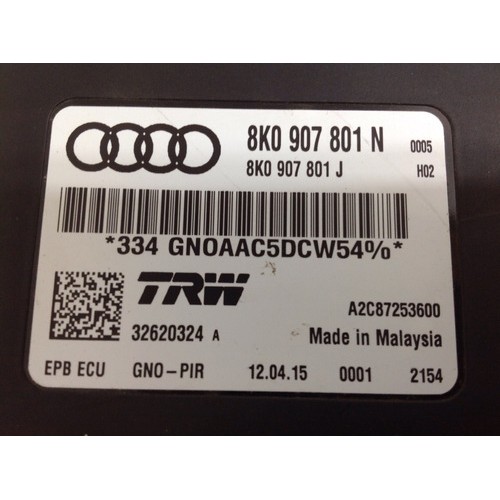 8K0 907 801 N 0005
8K0 907 801 J H02
*334 GN0AAC5DCW54%*
TRW A2C87253600
32620324 A Made in Malaysia
EPB ECU GNO-PIR 12.04.15 0001 2154